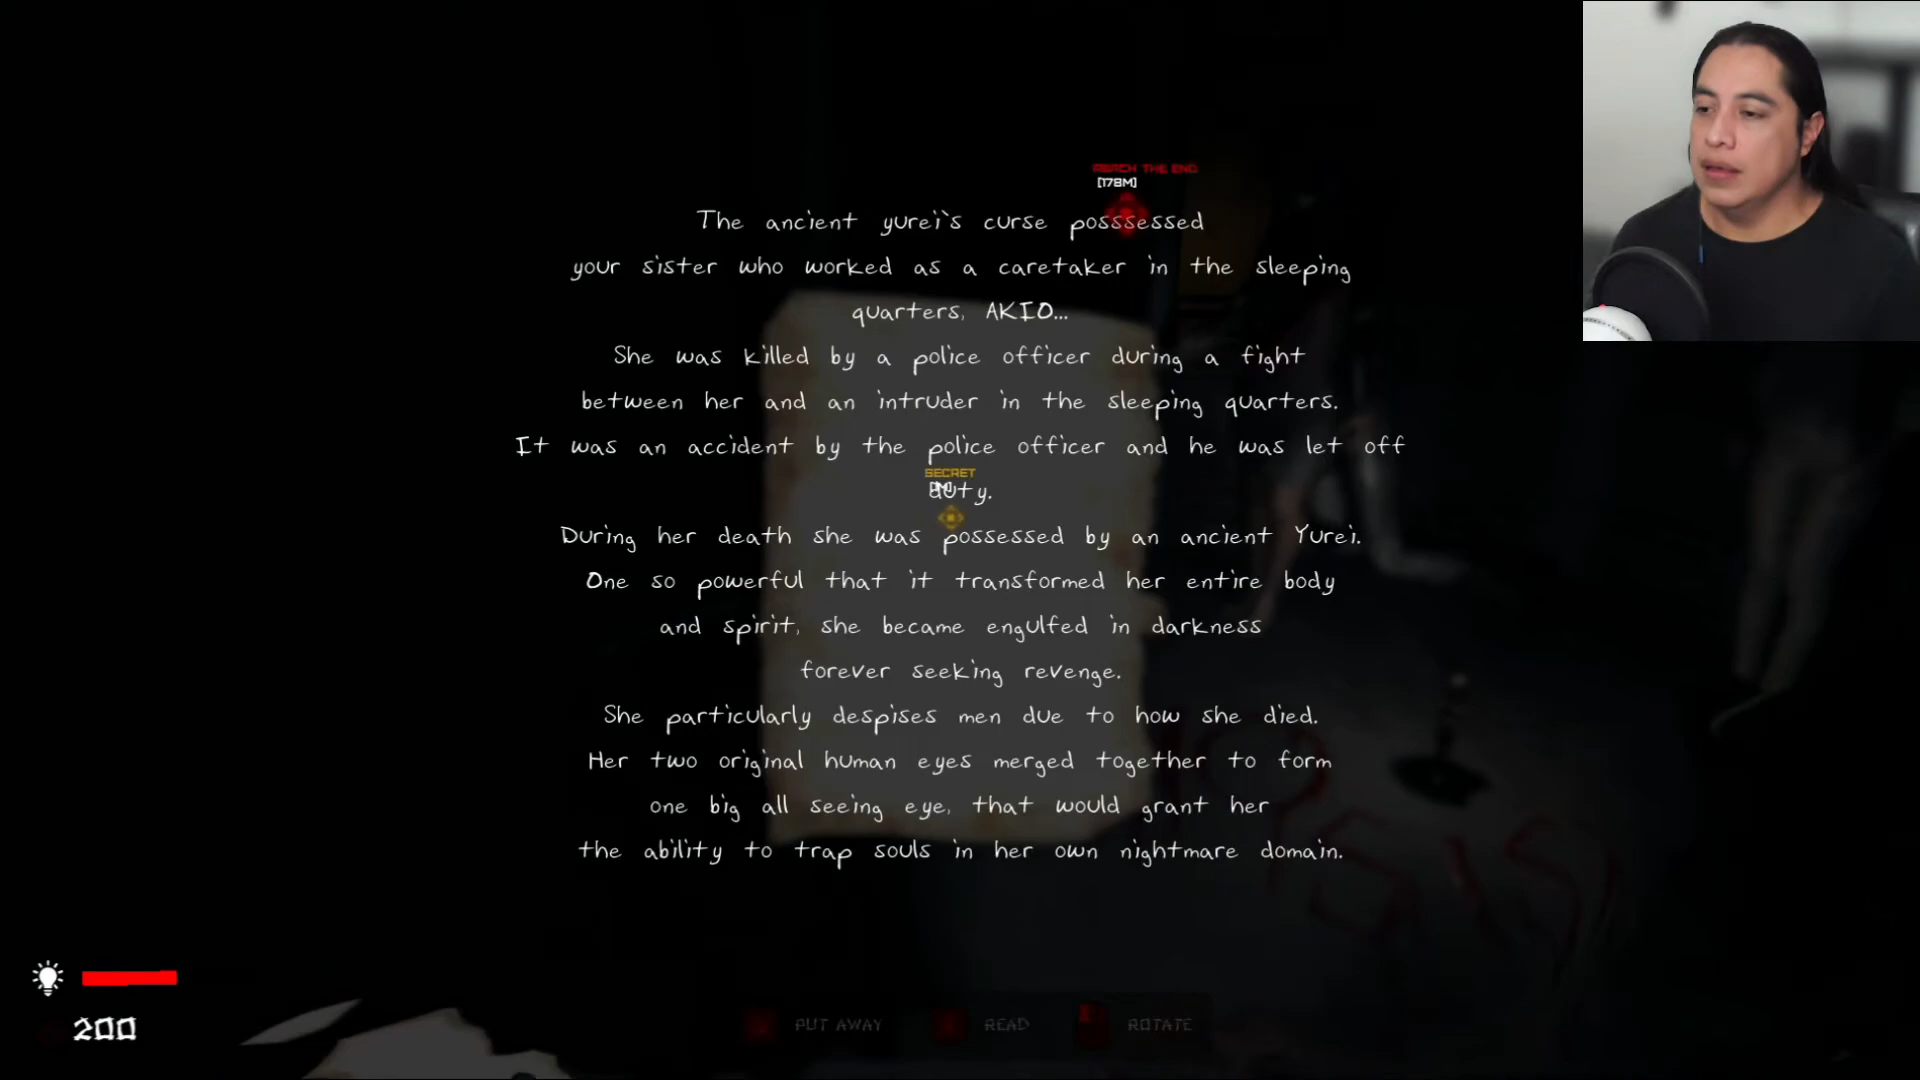 REACH THE END
[178M]
The ancient yurei`s curse posssessed
your sister who worked as a caretaker in the sleeping
quarters, AKIO...
She was killed by a police officer during a fight
between her and an intruder in the sleeping quarters.
It was an accident by the police officer and he was let off
SECRET
duty.
During her death she was possessed by an ancient Yurei.
One so powerful that it transformed her entire body
and spirit, she became engulfed in darkness
forever seeking revenge.
She particularly despises men due to how she died.
Her two original human eyes merged together to form
one big all seeing eye, that would grant her
the ability to trap souls in her own nightmare domain.
200
PUT AWAY READ ROTATE